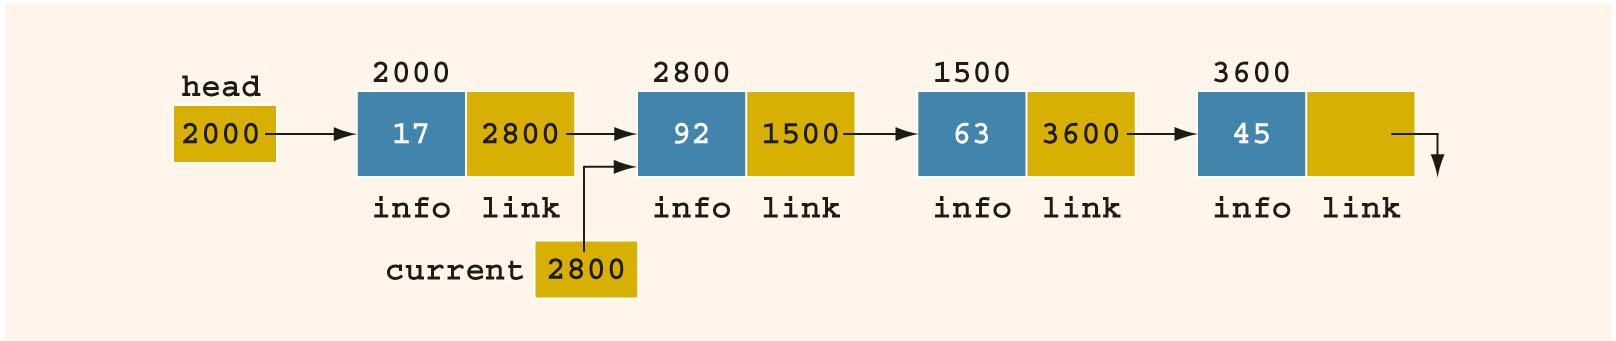 head 2000 2800 1500 3600
2000 17 2800 92 1500 63 3600 45
info link info link info link info link
current 2800